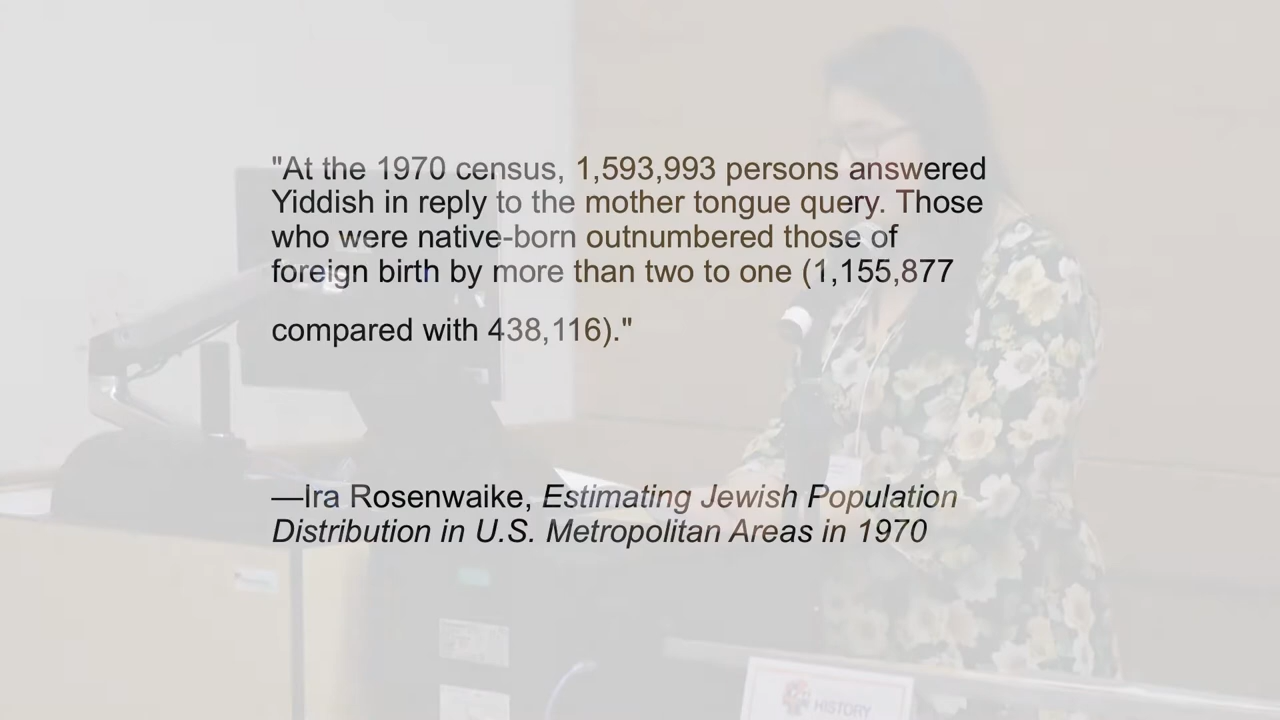 "At the 1970 census, 1,593,993 persons answered
Yiddish in reply to the mother tongue query. Those
who were native-born outnumbered those of
foreign birth by more than two to one (1,155,877
compared with 438,116)."
—Ira Rosenwaike, Estimating Jewish Population
Distribution in U.S. Metropolitan Areas in 1970
HISTORY